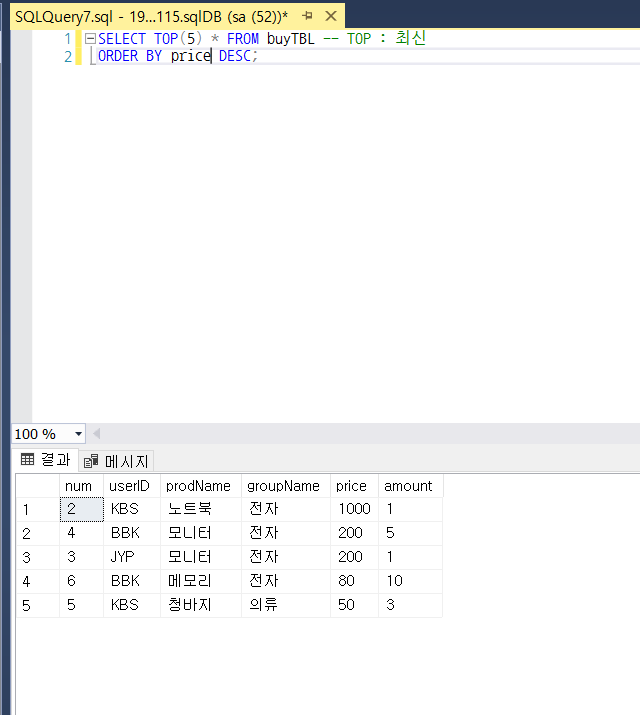 SQLQuery7.sql - 19...115.sqlDB (sa (52))*
1 SELECT TOP(5) * FROM buyTBL -- TOP : 최신
2 ORDER BY price DESC;
100 %
결과 메시지
num userID prodName groupName price amount
1 2 KBS 노트북 전자 1000 1
2 4 BBK 모니터 전자 200 5
3 3 JYP 모니터 전자 200 1
4 6 BBK 메모리 전자 80 10
5 5 KBS 청바지 의류 50 3